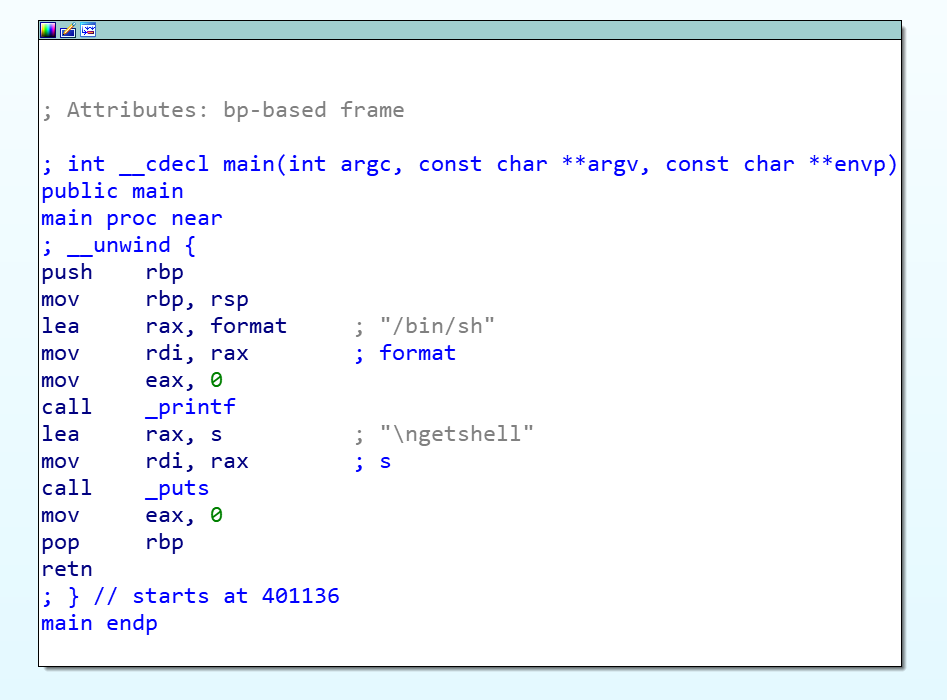 ; Attributes: bp-based frame
; int __cdecl main(int argc, const char **argv, const char **envp)
public main
main proc near
; __unwind {
push    rbp
mov     rbp, rsp
lea     rax, format     ; "/bin/sh"
mov     rdi, rax        ; format
mov     eax, 0
call    _printf
lea     rax, s          ; "\ngetshell"
mov     rdi, rax        ; s
call    _puts
mov     eax, 0
pop     rbp
retn
; } // starts at 401136
main endp